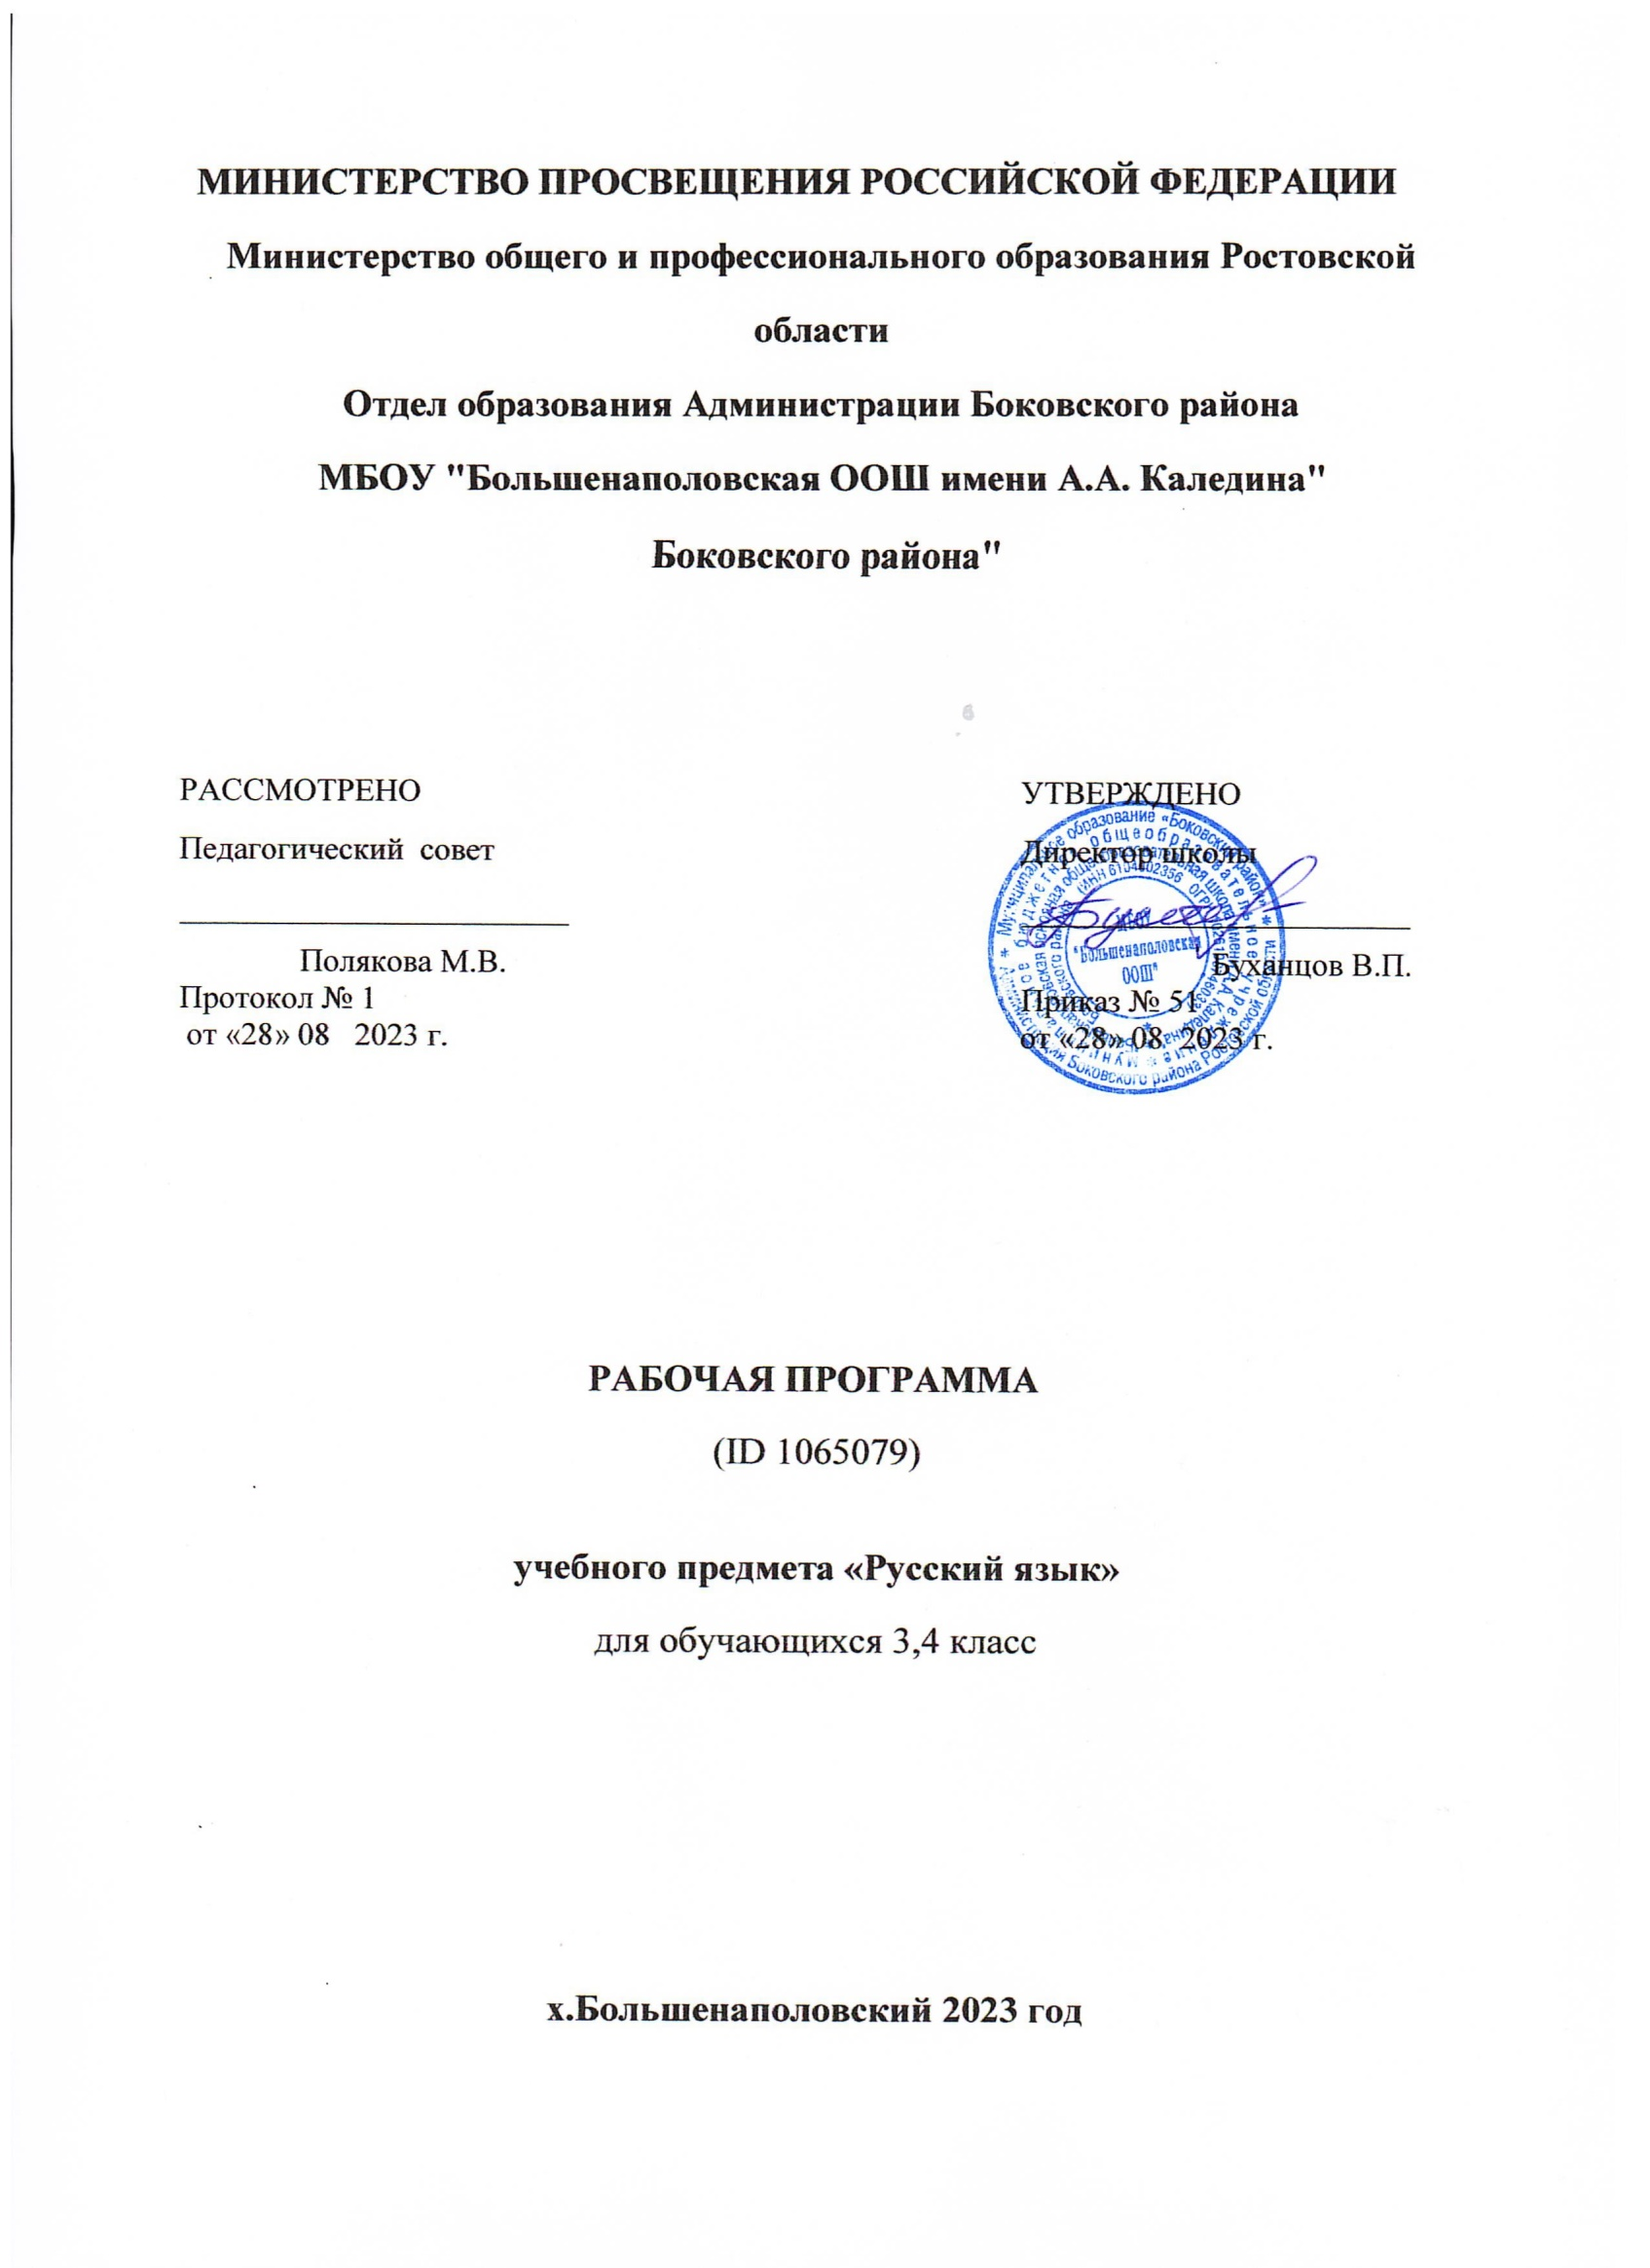 МИНИСТЕРСТВО ПРОСВЕЩЕНИЯ РОССИЙСКОЙ ФЕДЕРАЦИИ
Министерство общего и профессионального образования Ростовской
области
Отдел образования Администрации Боковского района
МБОУ "Большенаполовская ООШ имени А.А. Каледина"
Боковского района"
РАССМОТРЕНО
Педагогический совет
Полякова М.В.
Протокол № 1
от «28» 08 2023 г.
УТВЕРЖДЕНО
Директор школы
Буханцов В.П.
Приказ № 51
от «28» 08 2023 г.
"Большенаполовская
ООШ"
РАБОЧАЯ ПРОГРАММА
(ID 1065079)
учебного предмета «Русский язык»
для обучающихся 3,4 класс
х.Большенаполовский 2023 год